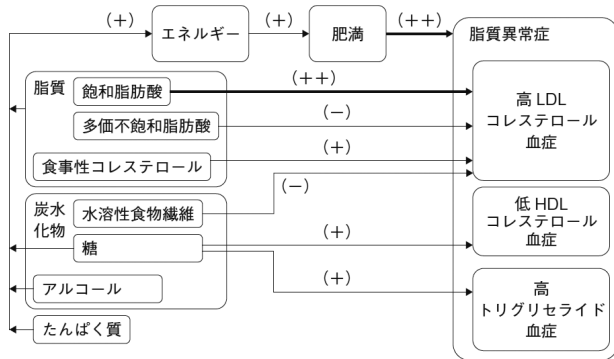 (+)
エネルギー
(+)
肥満
(++)
脂質異常症
脂質
飽和脂肪酸
(++)
多価不飽和脂肪酸
(−)
食事性コレステロール
(+)
高 LDL
コレステロール
血症
(−)
炭水
化物
水溶性食物繊維
糖
(+)
低 HDL
コレステロール
血症
(+)
アルコール
高
トリグリセライド
血症
たんぱく質